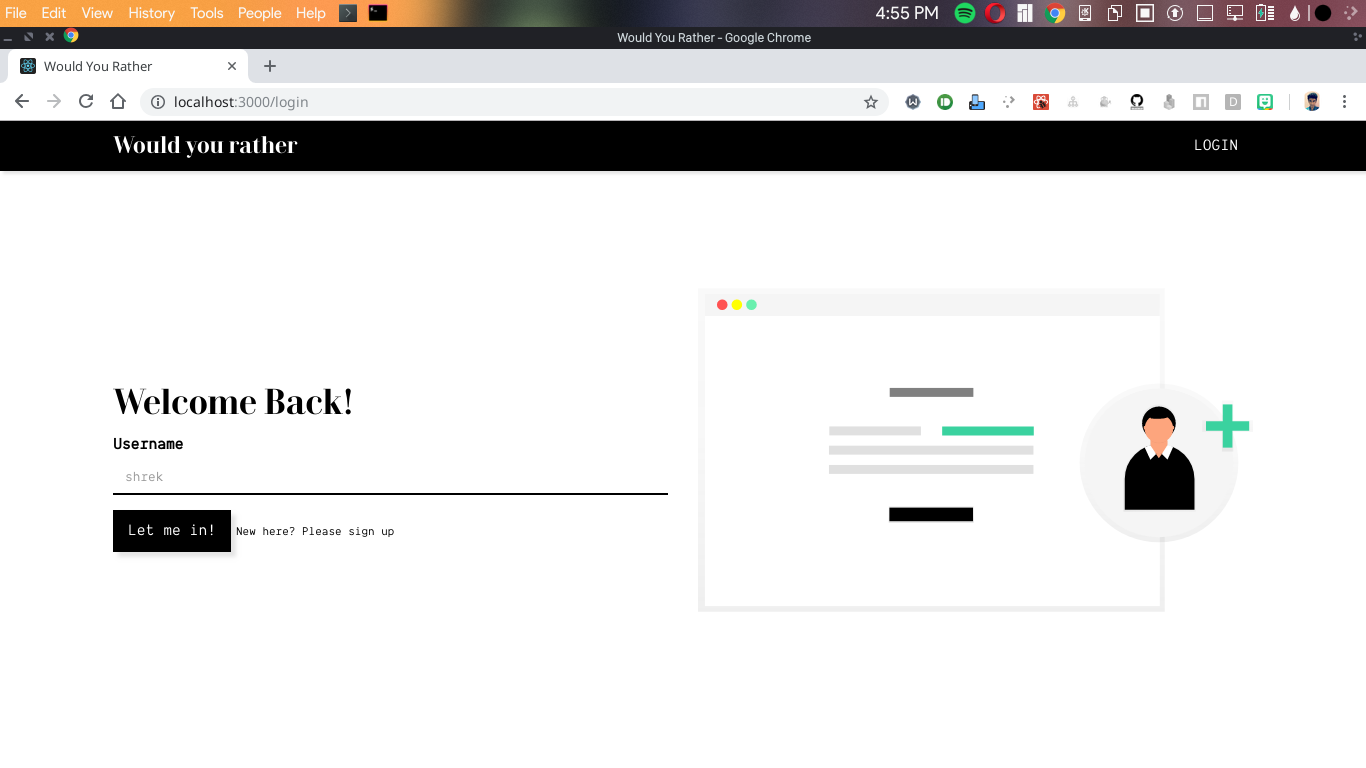 File Edit View History Tools People Help
4:55 PM
Would You Rather - Google Chrome
Would You Rather
localhost:3000/login
Would you rather
LOGIN
Welcome Back!
Username
shrek
Let me in!
New here? Please sign up